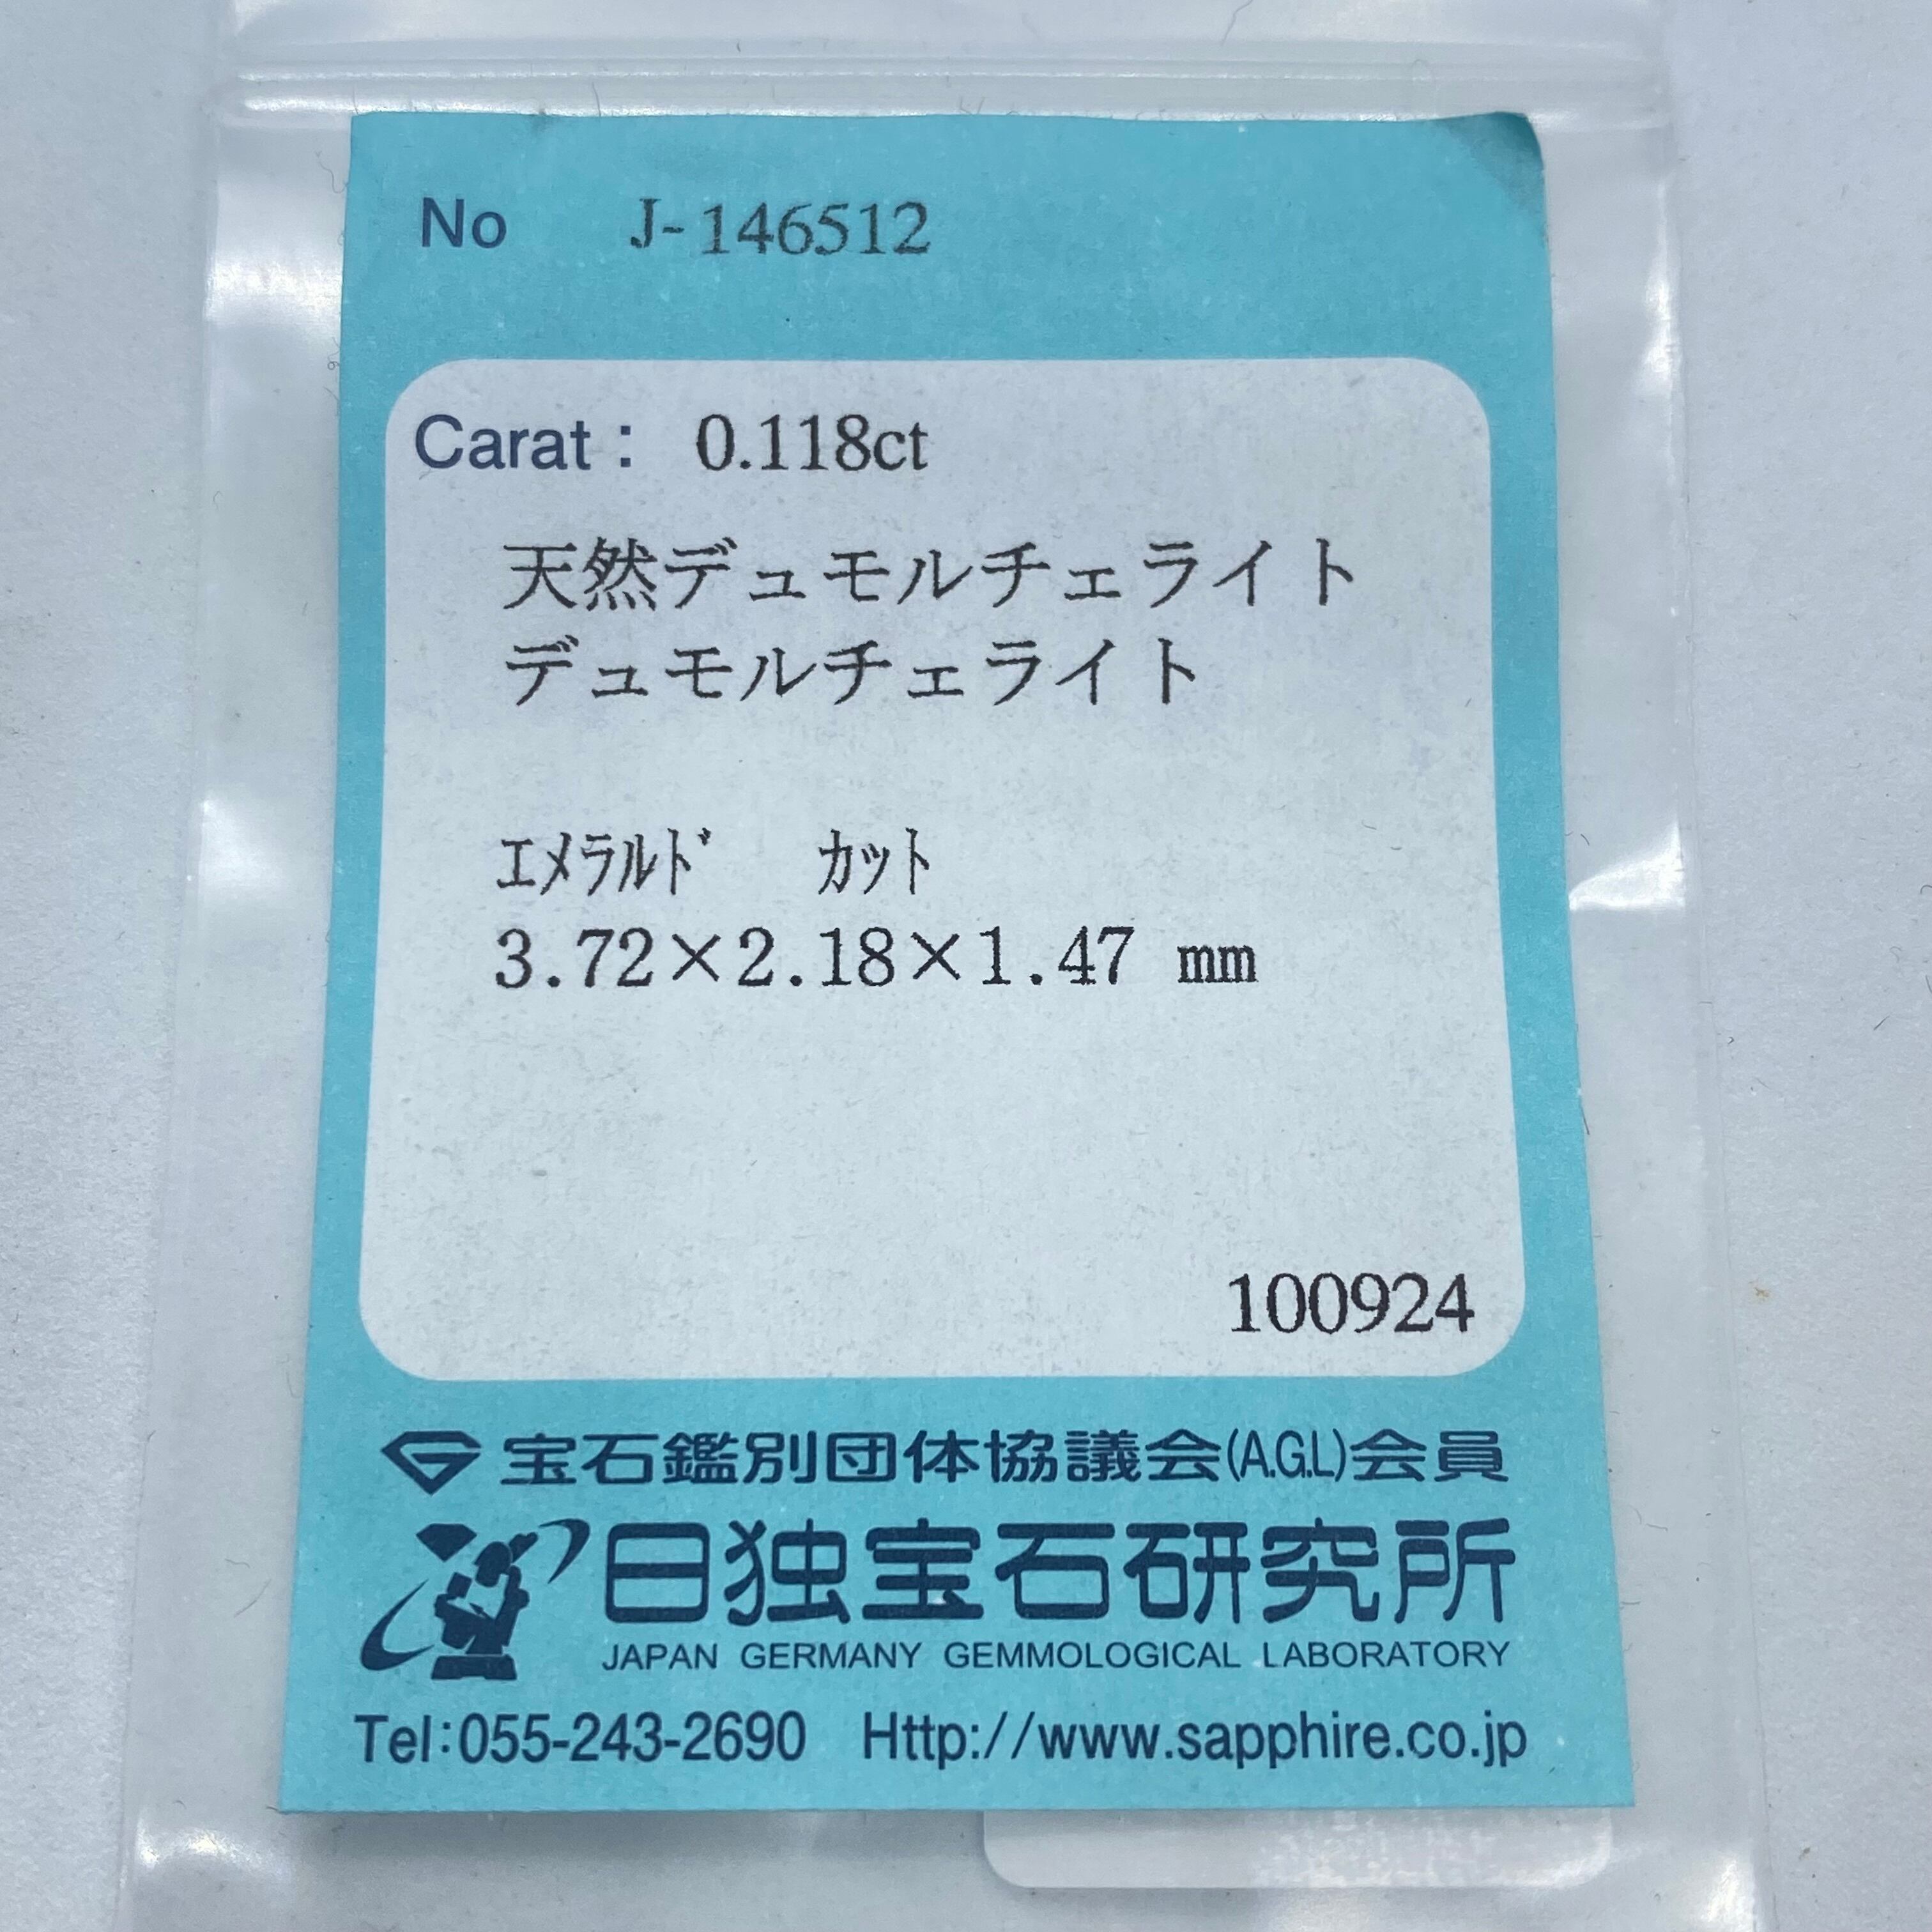 No J-146512
Carat : 0.118ct
天然デュモルチェライト
デュモルチェライト
ｴﾒﾗﾙﾄﾞ ｶｯﾄ
3.72×2.18×1.47 mm
100924
宝石鑑別団体協議会(A.G.L)会員
日独宝石研究所
JAPAN GERMANY GEMMOLOGICAL LABORATORY
Tel:055-243-2690 Http://www.sapphire.co.jp